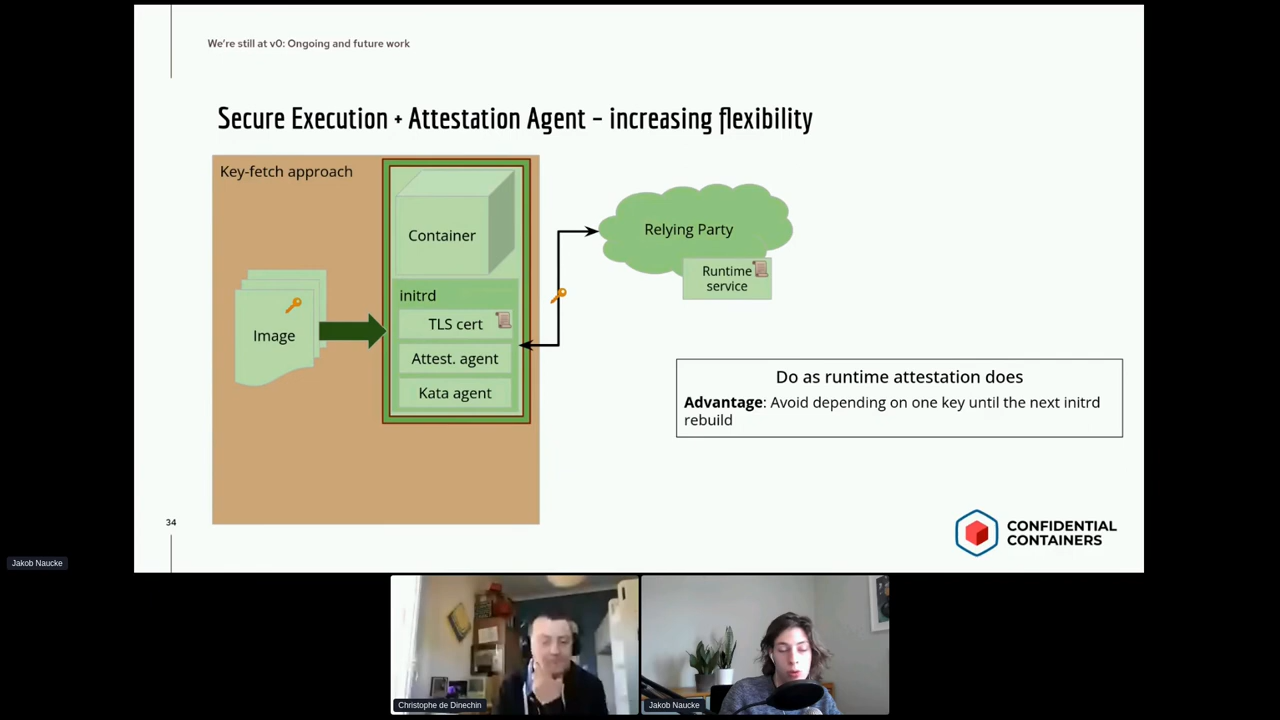 We're still at v0: Ongoing and future work
Secure Execution + Attestation Agent – increasing flexibility
Key-fetch approach
Container
initrd
TLS cert
Attest. agent
Kata agent
Image
Relying Party
Runtime
service
Do as runtime attestation does
Advantage: Avoid depending on one key until the next initrd
rebuild
34
CONFIDENTIAL
CONTAINERS
Jakob Naucke
Christophe de Dinechin
Jakob Naucke